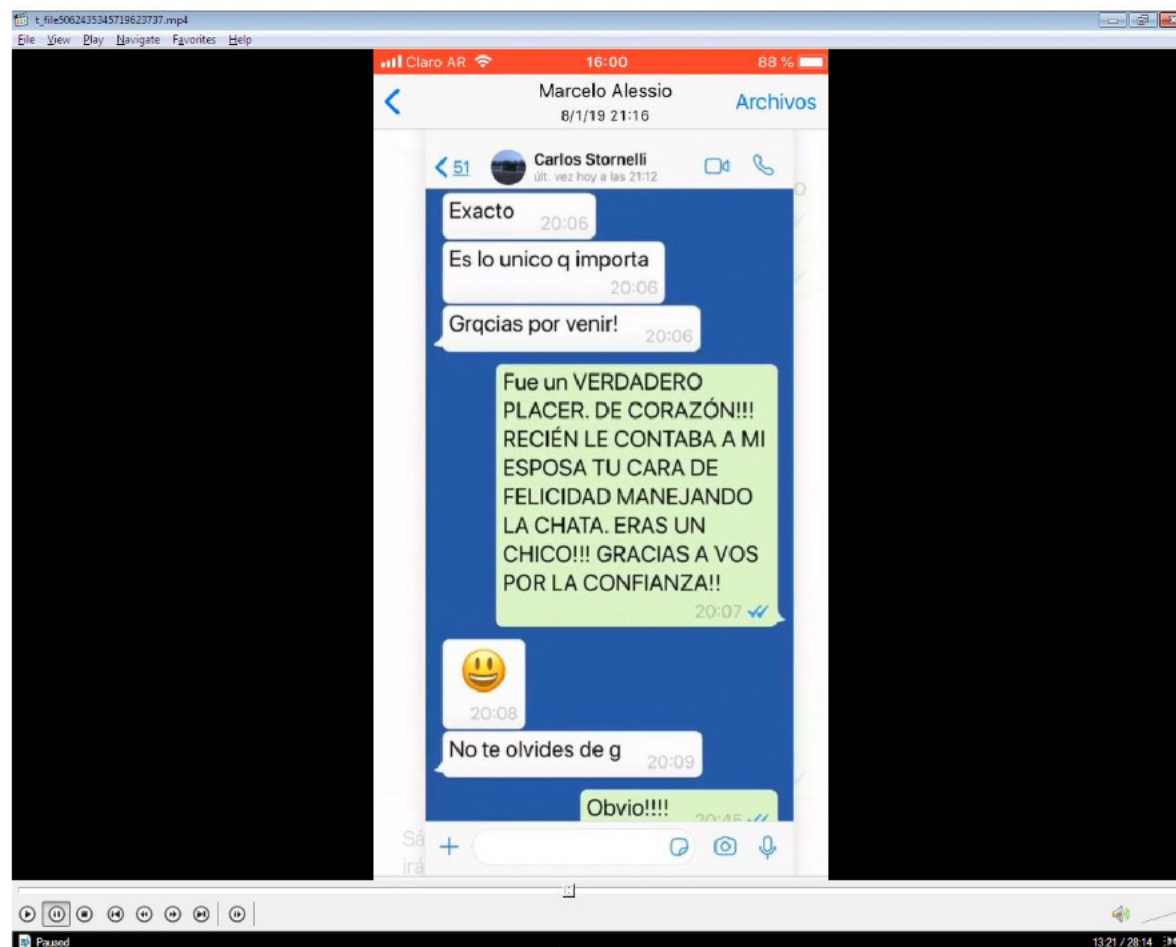 t_file5062435345719623737.mp4
File View Play Navigate Favorites Help
Claro AR 16:00 88 %
Marcelo Alessio
8/1/19 21:16
Archivos
51 Carlos Stornelli
últ. vez hoy a las 21:12
Exacto
20:06
Es lo unico q importa
20:06
Grqcias por venir!
20:06
Fue un VERDADERO
PLACER. DE CORAZÓN!!!
RECIÉN LE CONTABA A MI
ESPOSA TU CARA DE
FELICIDAD MANEJANDO
LA CHATA. ERAS UN
CHICO!!! GRACIAS A VOS
POR LA CONFIANZA!!
20:07
20:08
No te olvides de g
20:09
Obvio!!!!
20:45
Sá
irá
Paused
13:21 / 28:14